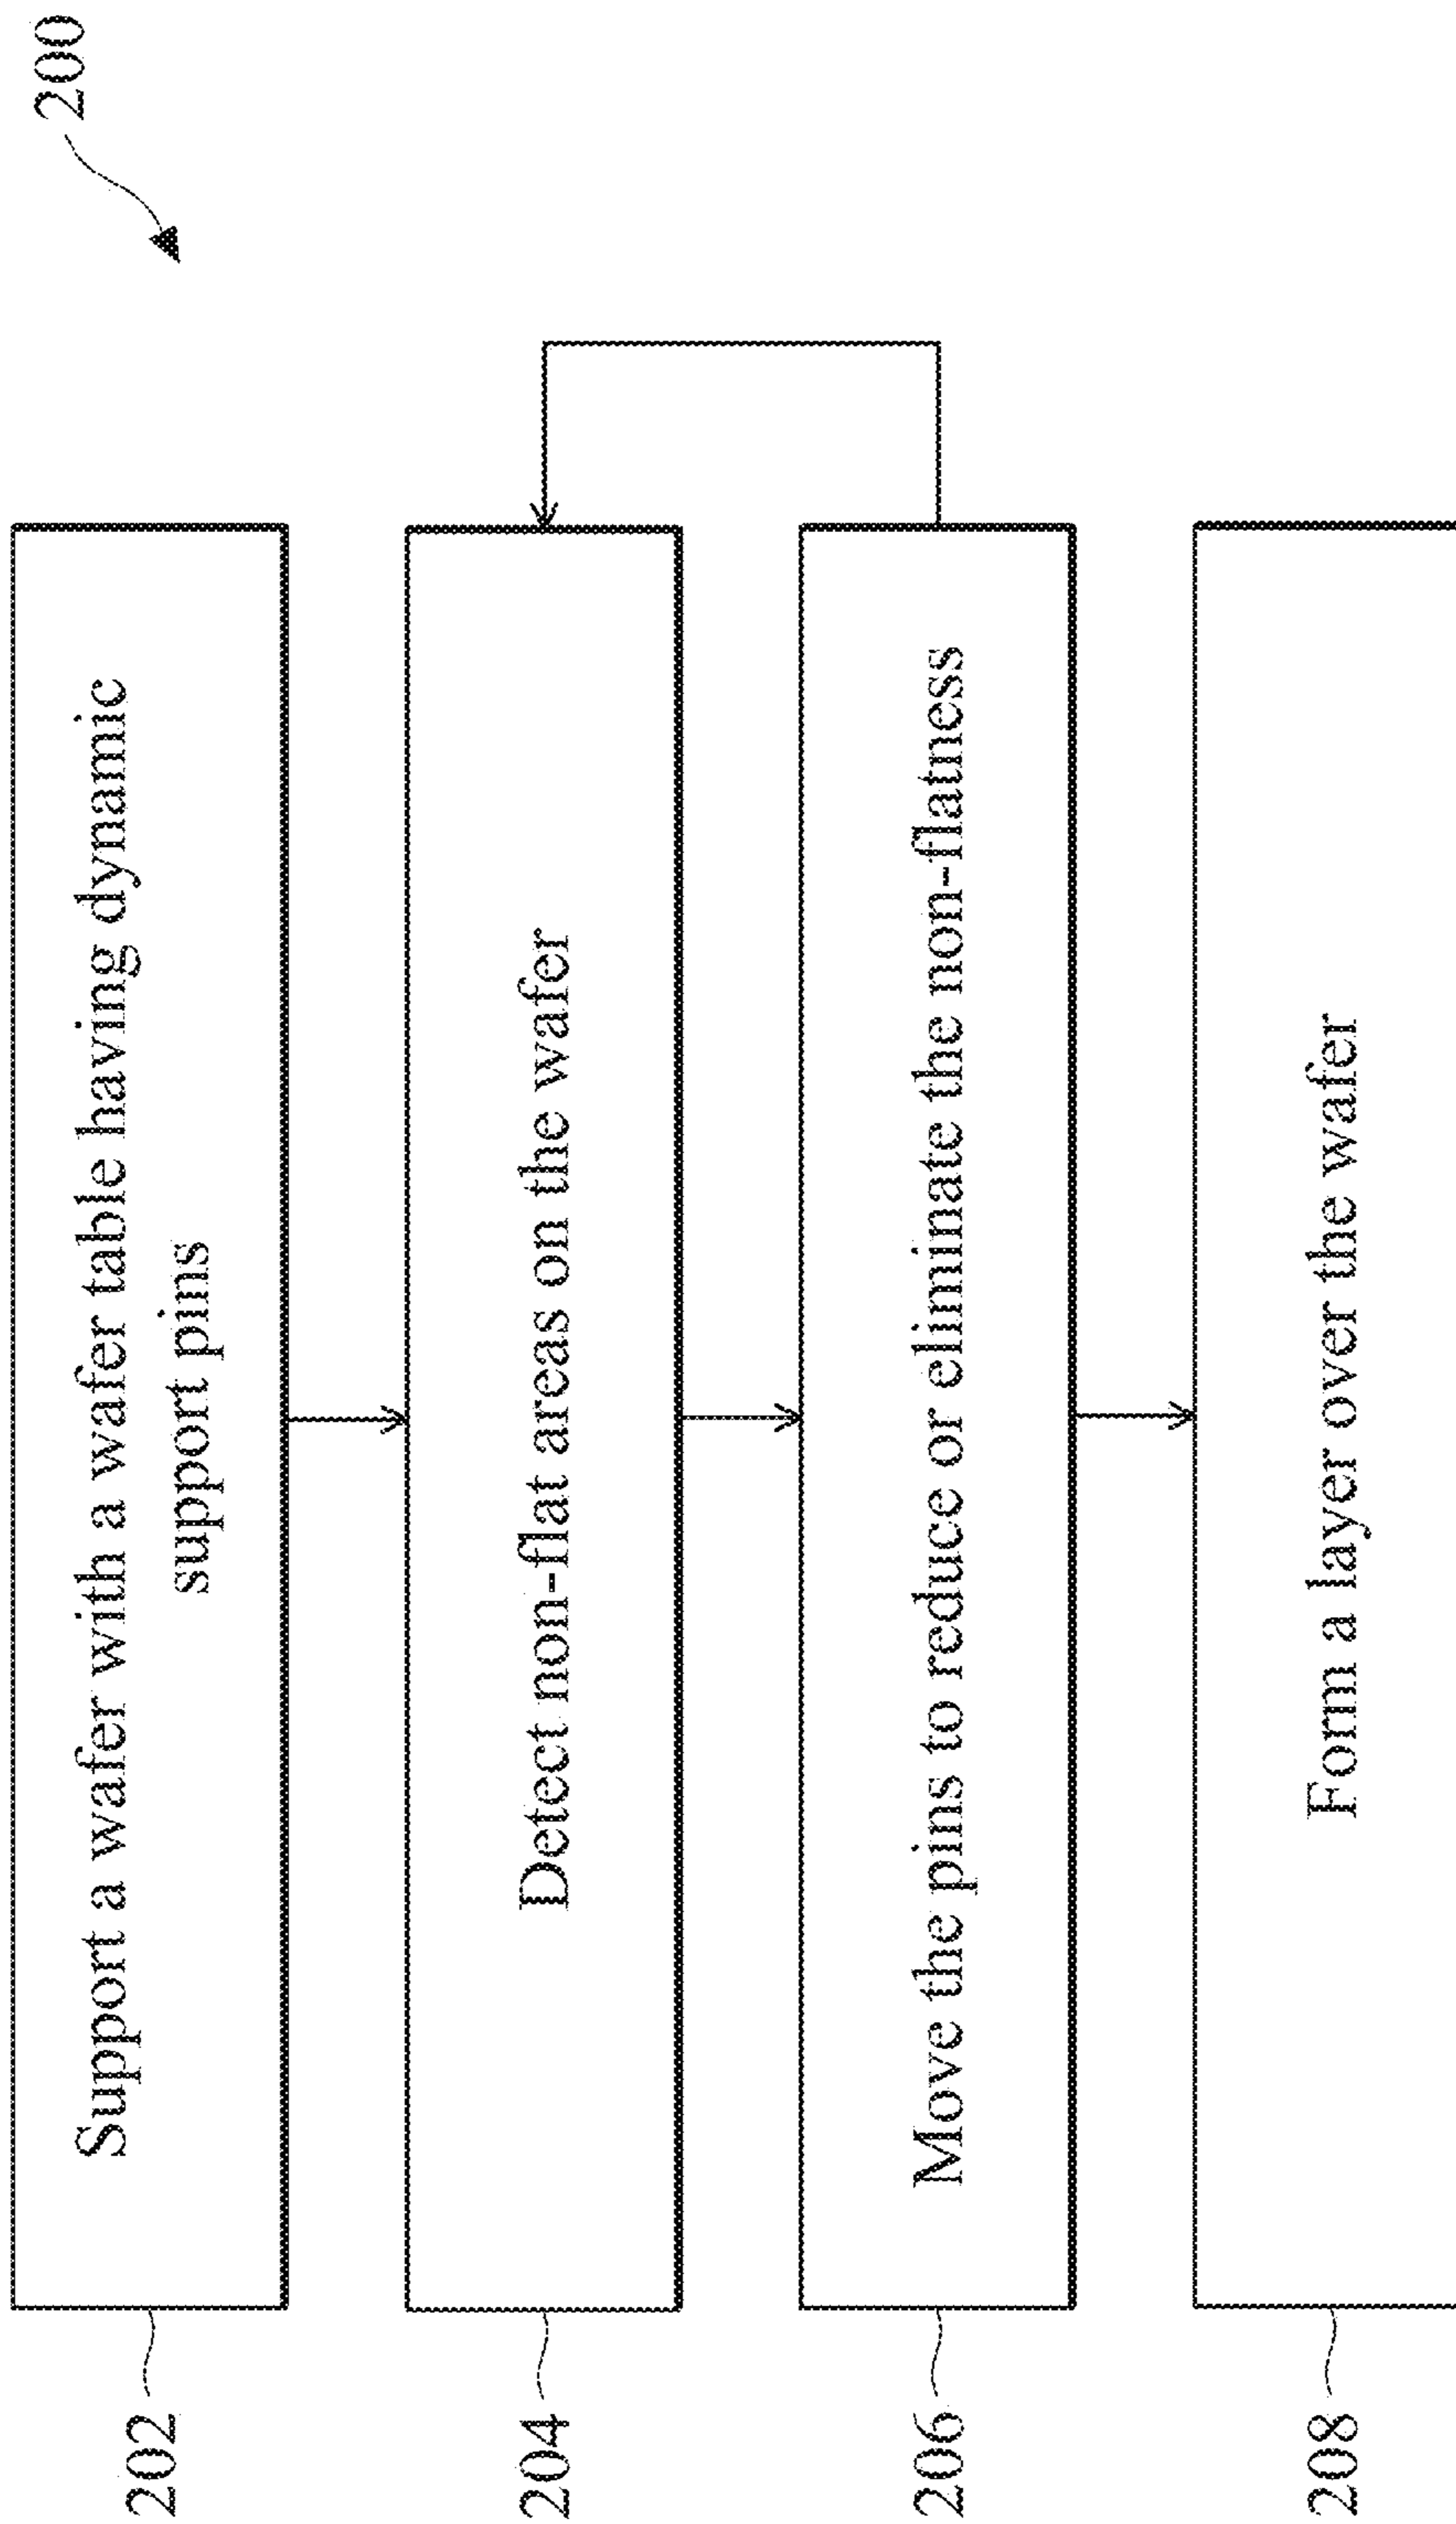 200
202
Support a wafer with a wafer table having dynamic
support pins
204
Detect non-flat areas on the wafer
206
Move the pins to reduce or eliminate the non-flatness
208
Form a layer over the wafer